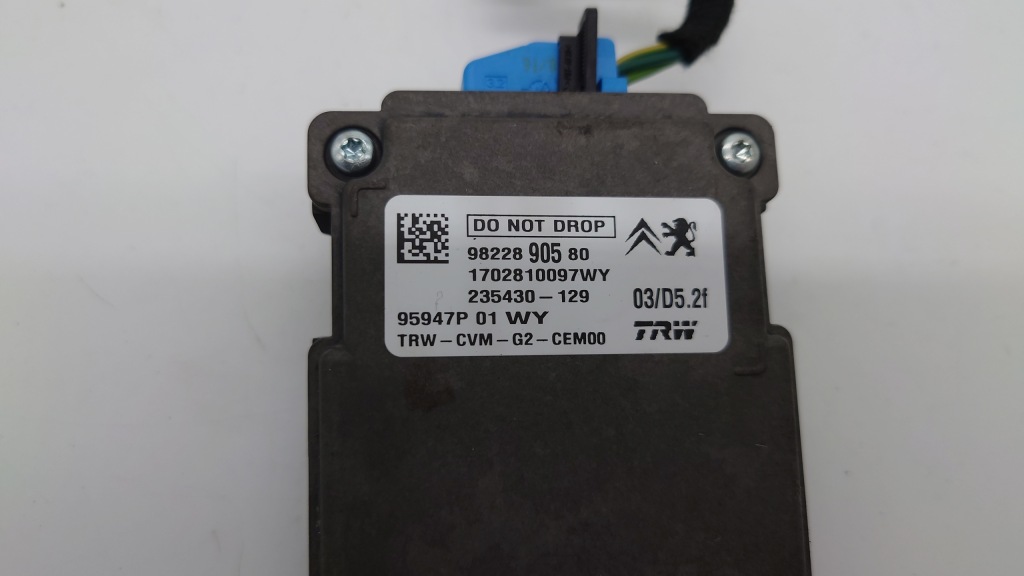 DO NOT DROP
98228 905 80
1702810097WY
235430-129
03/D5.2f
95947P 01 WY
TRW
TRW-CVM-G2-CEM00